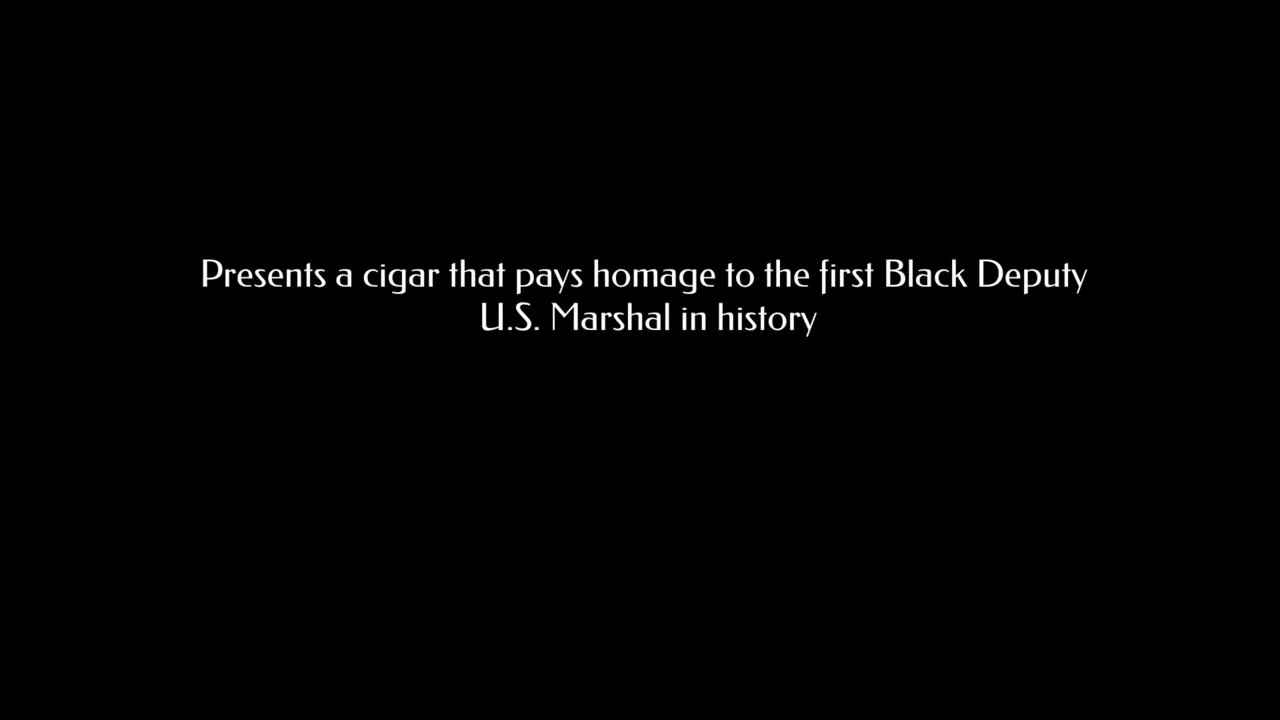 Presents a cigar that pays homage to the first Black Deputy
U.S. Marshal in history